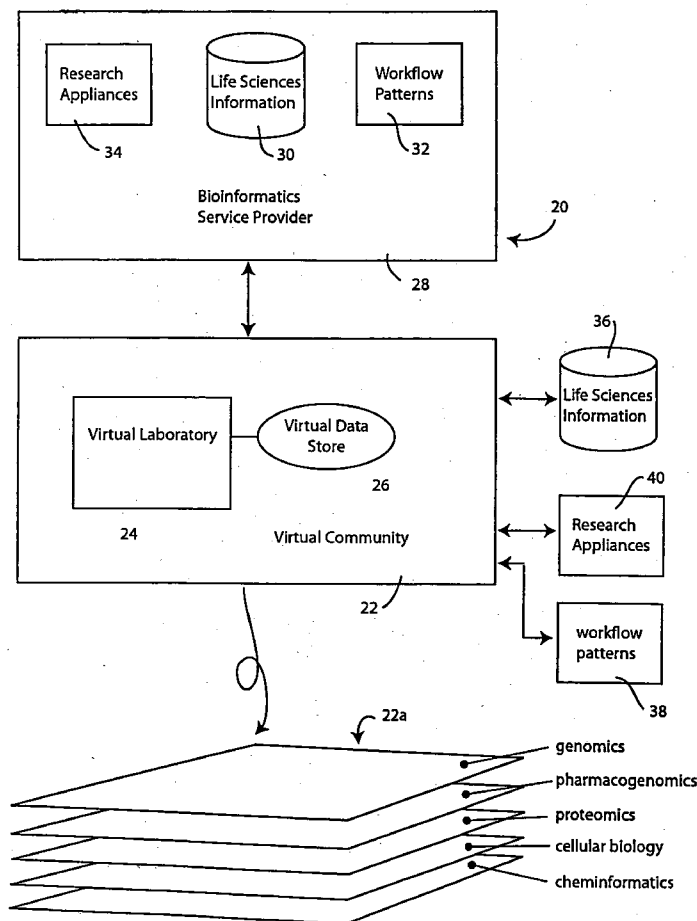 Research
Appliances
34
Life Sciences
Information
30
Workflow
Patterns
32
Bioinformatics
Service Provider
20
28
36
Life Sciences
Information
Virtual Laboratory
24
Virtual Data
Store
26
Virtual Community
22
40
Research
Appliances
workflow
patterns
38
22a
genomics
pharmacogenomics
proteomics
cellular biology
cheminformatics